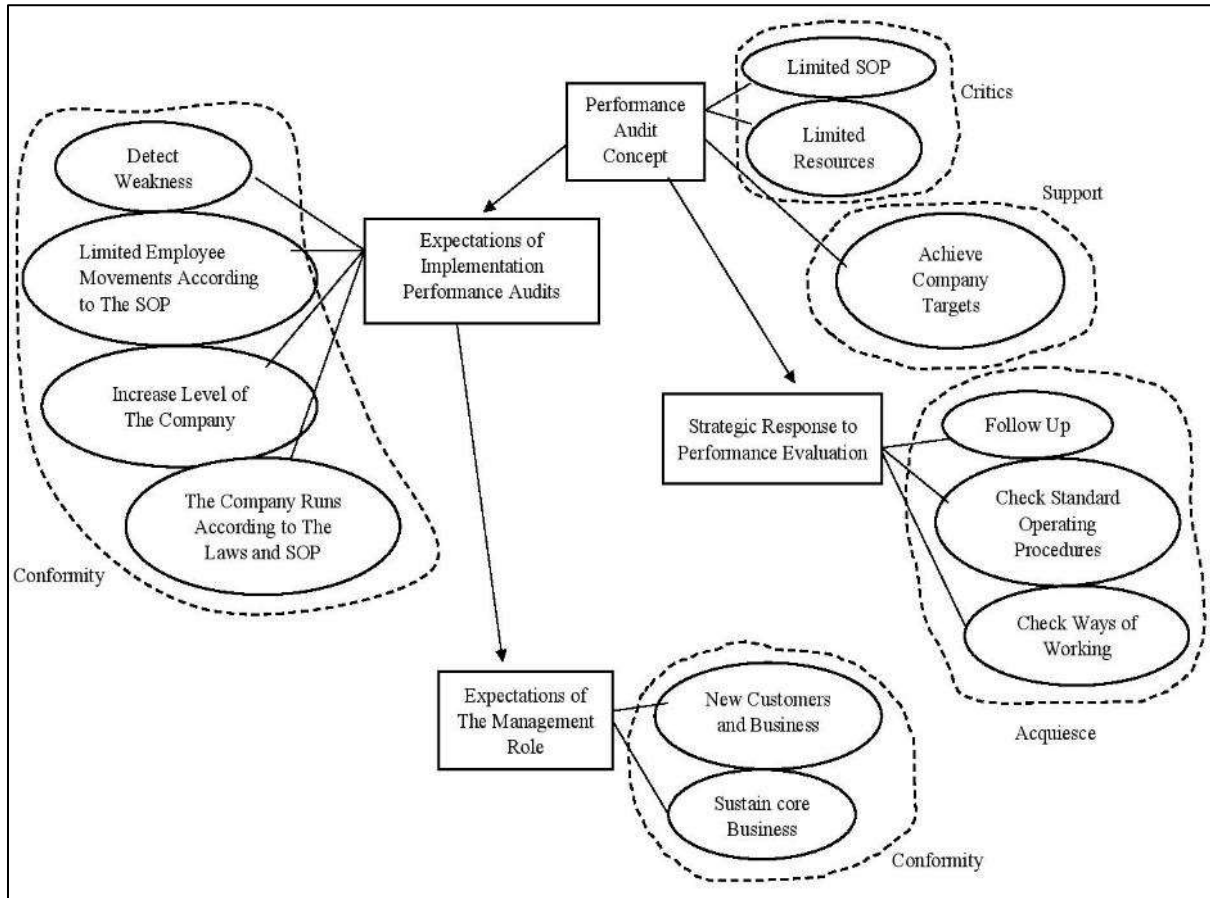 Limited SOP
Critics
Performance
Audit
Concept
Limited
Resources
Detect
Weakness
Support
Limited Employee
Movements According
to The SOP
Expectations of
Implementation
Performance Audits
Achieve
Company
Targets
Increase Level of
The Company
Strategic Response to
Performance Evaluation
Follow Up
Check Standard
Operating
Procedures
The Company Runs
According to The
Laws and SOP
Conformity
Check Ways of
Working
Expectations of
The Management
Role
New Customers
and Business
Acquiesce
Sustain core
Business
Conformity